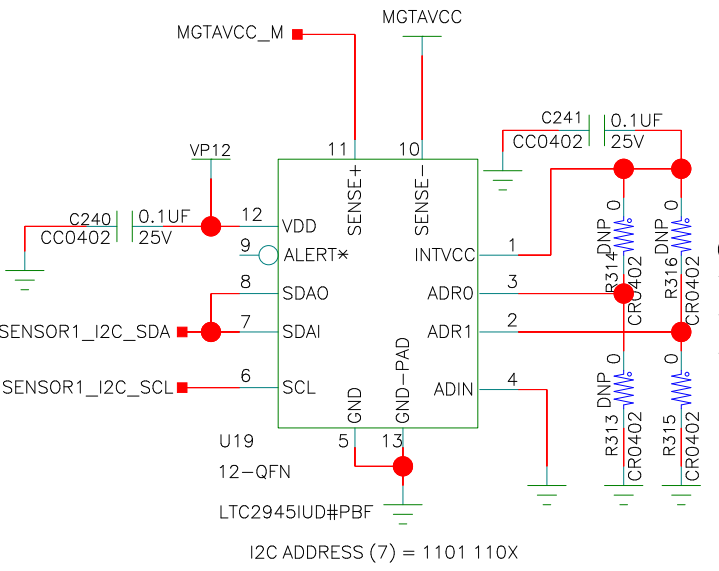 MGTAVCC
MGTAVCC_M
C241
0.1UF
CC0402
25V
11
10
VP12
SENSE+
SENSE-
C240
0.1UF
CC0402
25V
12
VDD
9
ALERT*
INTVCC
1
8
SDAO
ADR0
3
SENSOR1_I2C_SDA
7
SDAI
ADR1
2
SENSOR1_I2C_SCL
6
SCL
ADIN
4
GND
GND-PAD
5
13
DNP 0
R314
CR0402
DNP 0
R316
CR0402
DNP 0
R313
CR0402
0
R315
CR0402
U19
12-QFN
LTC2945IUD#PBF
I2C ADDRESS (7) = 1101 110X